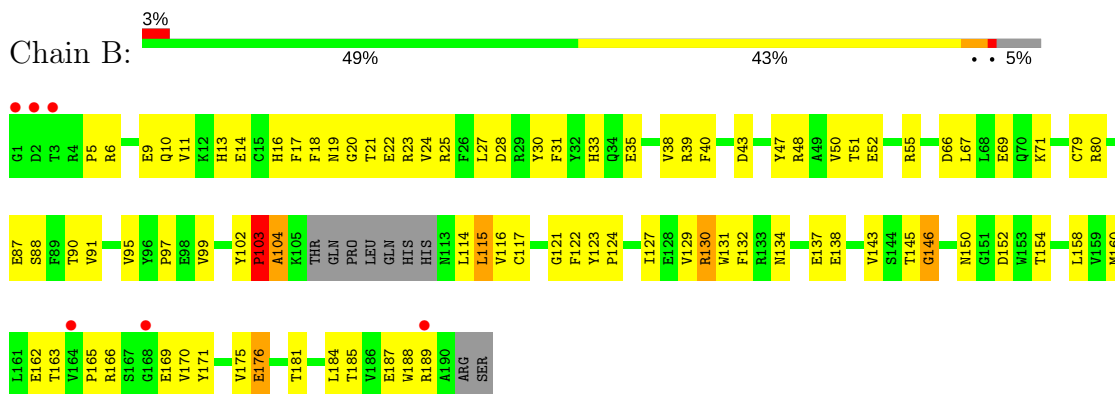 3%
Chain B:
49% 43% • • 5%
G1 D2 T3 R4 P5 R6 E9 Q10 V11 K12 H13 E14 C15 H16 F17 F18 N19 G20 T21 E22 R23 V24 R25 F26 L27 D28 R29 Y30 F31 Y32 H33 Q34 E35 V38 R39 F40 D43 Y47 R48 A49 V50 T51 E52 R55 D66 L67 L68 E69 Q70 K71 C79 R80
E87 S88 F89 T90 V91 V95 Y96 P97 E98 V99 Y102 P103 A104 K105 THR GLN PRO LEU GLN HIS HIS N113 L114 L115 V116 C117 G121 F122 Y123 P124 I127 E128 V129 R130 W131 F132 R133 N134 E137 E138 V143 S144 T145 G146 N150 G151 D152 W153 T154 L158 V159 M160
L161 E162 T163 V164 P165 R166 S167 G168 E169 V170 Y171 V175 E176 T181 L184 T185 V186 E187 W188 R189 A190 ARG SER